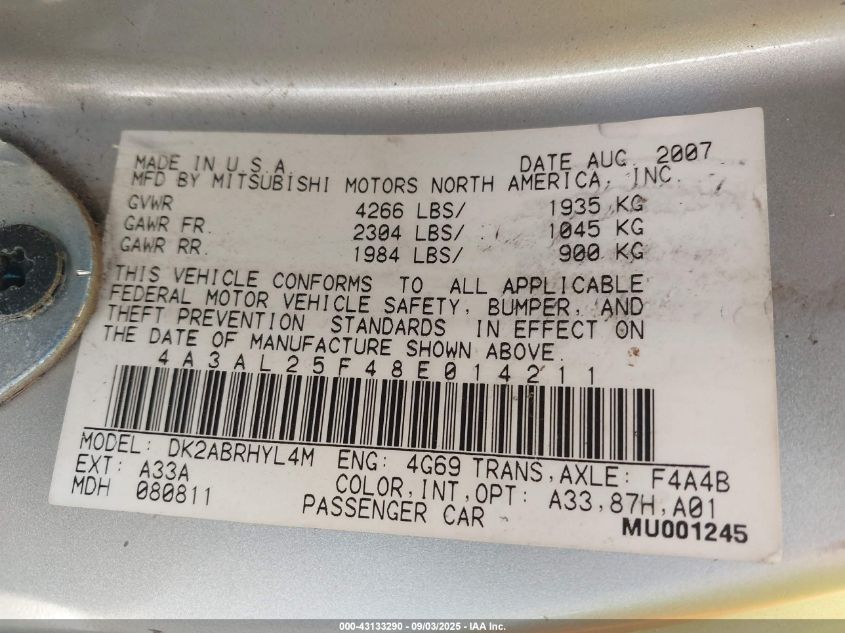 MADE IN U.S.A. DATE AUG. 2007
MFD BY MITSUBISHI MOTORS NORTH AMERICA, INC.
GVWR 4266 LBS/ 1935 KG
GAWR FR. 2304 LBS/ 1045 KG
GAWR RR. 1984 LBS/ 900 KG
THIS VEHICLE CONFORMS TO ALL APPLICABLE
FEDERAL MOTOR VEHICLE SAFETY, BUMPER, AND
THEFT PREVENTION STANDARDS IN EFFECT ON
THE DATE OF MANUFACTURE SHOWN ABOVE.
4A3AL25F48E014211
MODEL: DK2ABRHYL4M ENG: 4G69 TRANS,AXLE: F4A4B
EXT: A33A COLOR,INT,OPT: A33,87H,A01
MDH 080811 PASSENGER CAR
MU001245
000-43133290 - 09/03/2025 - IAA Inc.